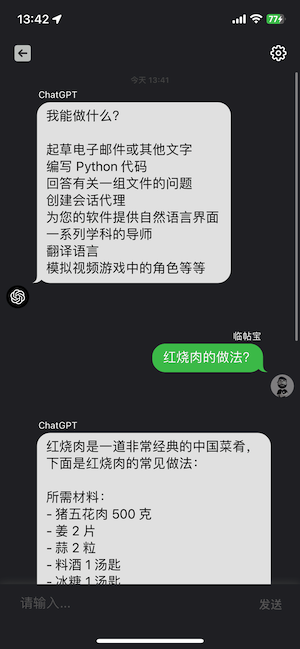 13:42
77
今天 13:41
ChatGPT
我能做什么？
起草电子邮件或其他文字
编写 Python 代码
回答有关一组文件的问题
创建会话代理
为您的软件提供自然语言界面
一系列学科的导师
翻译语言
模拟视频游戏中的角色等等
临帖宝
红烧肉的做法？
ChatGPT
红烧肉是一道非常经典的中国菜肴，
下面是红烧肉的常见做法：
所需材料：
- 猪五花肉 500 克
- 姜 2 片
- 蒜 2 粒
- 料酒 1 汤匙
- 冰糖 1 汤匙
请输入...
发送